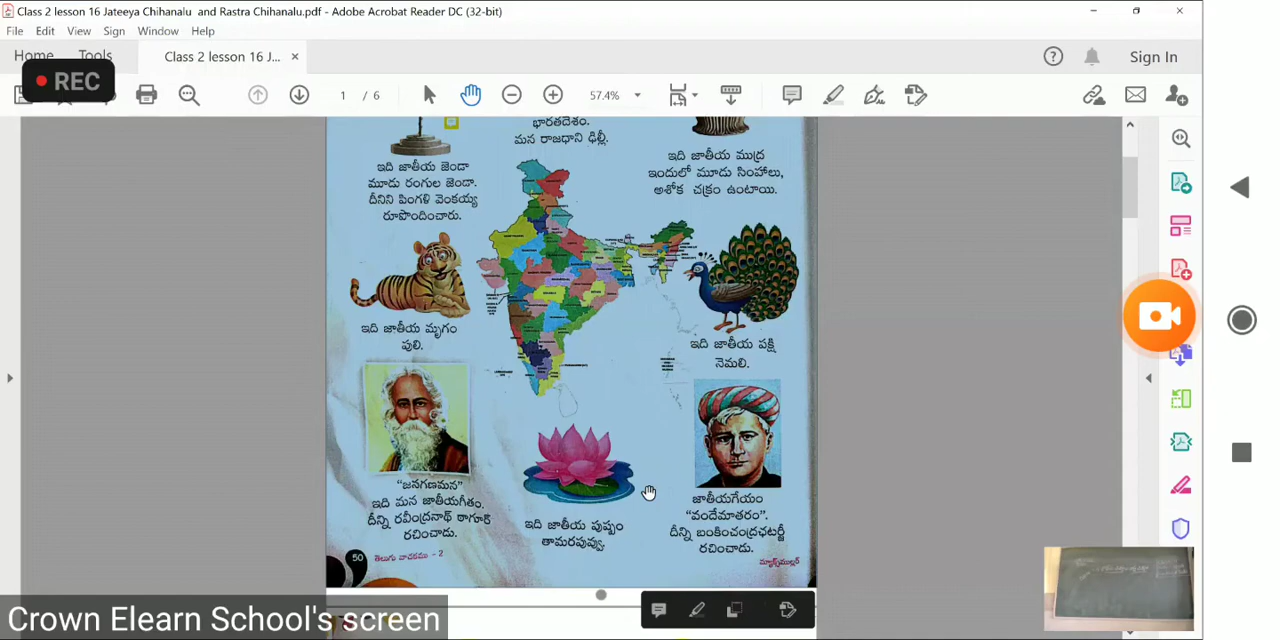 Class 2 lesson 16 Jateeya Chihanalu and Rastra Chihanalu.pdf - Adobe Acrobat Reader DC (32-bit)
File Edit View Sign Window Help
Home Tools Class 2 lesson 16 J... × Sign In
REC
1 / 6 57.4%
భారతదేశం.
మన రాజధాని ఢిల్లీ.
ఇది జాతీయ జెండా
మూడు రంగుల జెండా.
దీనిని పింగళి వెంకయ్య
రూపొందించారు.
ఇది జాతీయ ముద్ర
ఇందులో మూడు సింహాలు,
అశోక చక్రం ఉంటాయి.
ఇది జాతీయ మృగం
పులి.
ఇది జాతీయ పక్షి
నెమలి.
“జనగణమన”
ఇది మన జాతీయగీతం.
దీన్ని రవీంద్రనాథ్ ఠాగూర్
రచించాడు.
ఇది జాతీయ పుష్పం
తామరపువ్వు.
జాతీయగేయం
“వందేమాతరం”.
దీన్ని బంకించంద్రఛటర్జీ
రచించాడు.
50 తెలుగు వాచకము - 2
మ్యాక్స్‌ముల్లర్
Crown Elearn School's screen